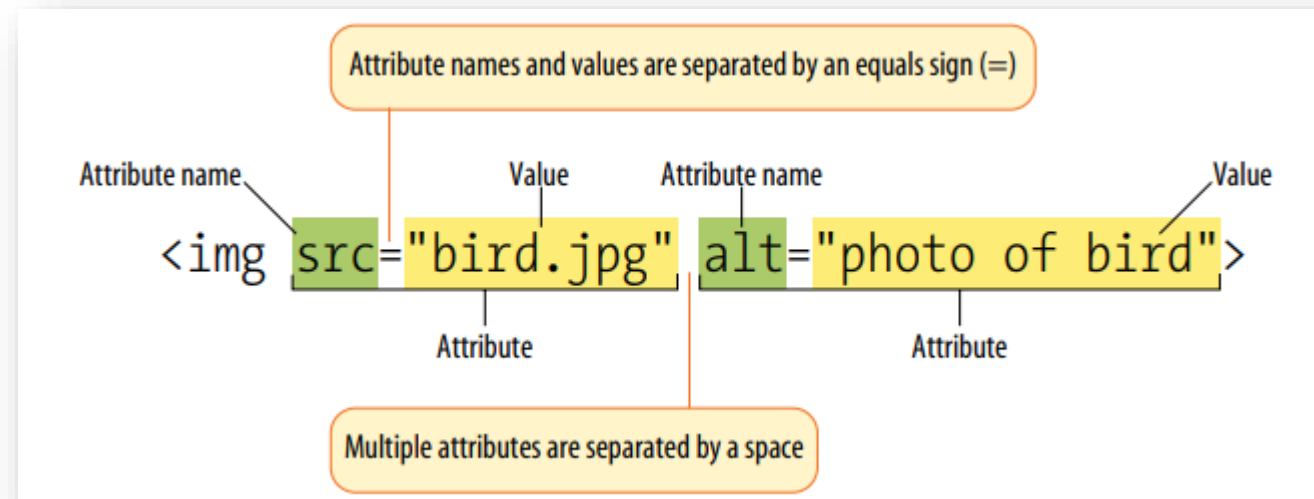 Attribute names and values are separated by an equals sign (=)
Attribute name Value Attribute name Value
<img src="bird.jpg" alt="photo of bird">
Attribute Attribute
Multiple attributes are separated by a space